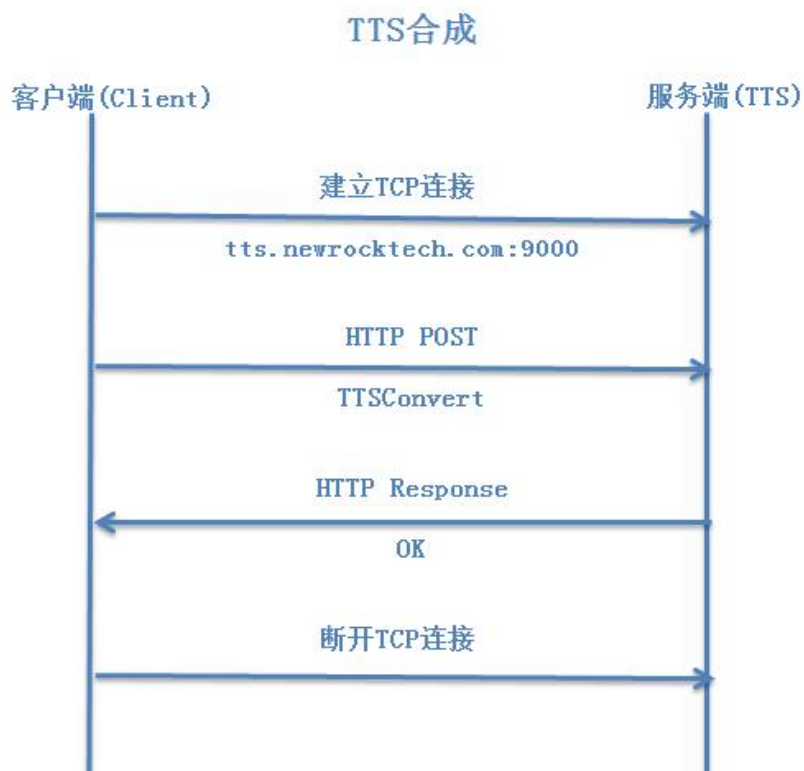 TTS合成
客户端(Client)
服务端(TTS)
建立TCP连接
tts.newrocktech.com:9000
HTTP POST
TTSConvert
HTTP Response
OK
断开TCP连接